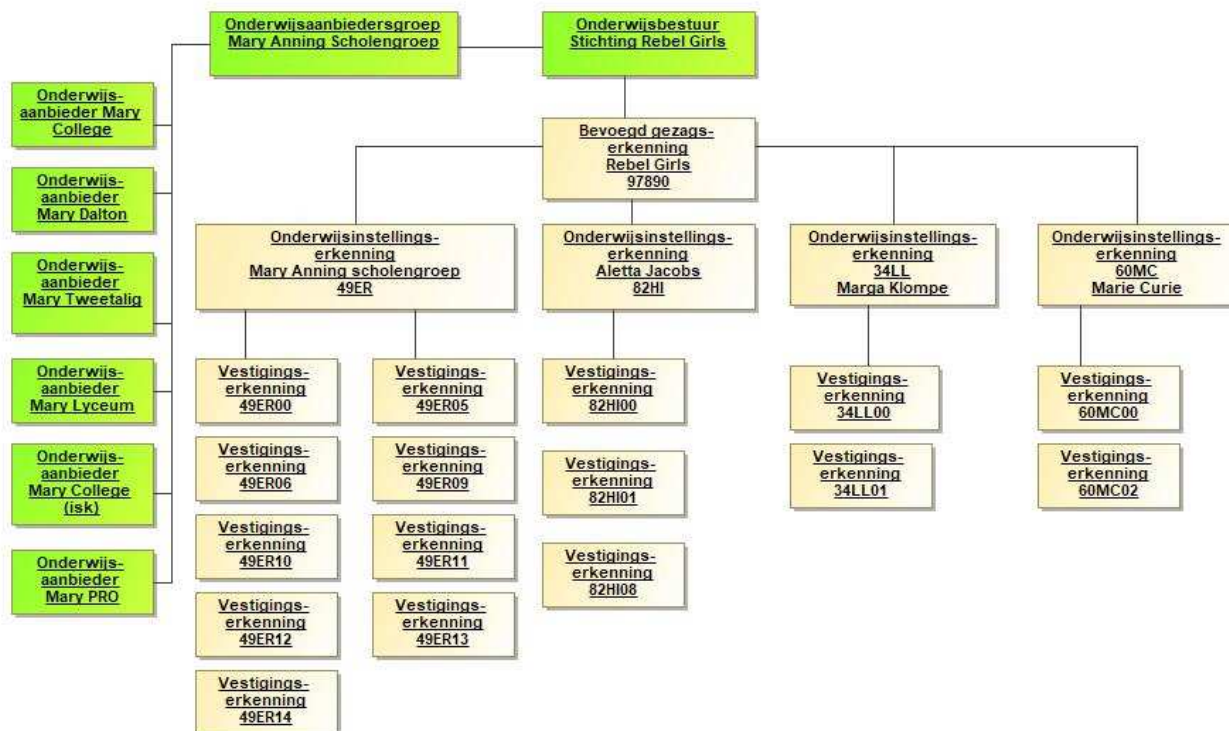 Onderwijsaanbiedersgroep
Mary Anning Scholengroep
Onderwijsbestuur
Stichting Rebel Girls
Onderwijs-
aanbieder Mary
College
Onderwijs-
aanbieder
Mary Dalton
Onderwijs-
aanbieder
Mary Tweetalig
Onderwijs-
aanbieder
Mary Lyceum
Onderwijs-
aanbieder
Mary College
(isk)
Onderwijs-
aanbieder
Mary PRO
Bevoegd gezags-
erkenning
Rebel Girls
97890
Onderwijsinstellings-
erkenning
Mary Anning scholengroep
49ER
Onderwijsinstellings-
erkenning
Aletta Jacobs
82HI
Onderwijsinstellings-
erkenning
34LL
Marga Klompe
Onderwijsinstellings-
erkenning
60MC
Marie Curie
Vestigings-
erkenning
49ER00
Vestigings-
erkenning
49ER05
Vestigings-
erkenning
49ER06
Vestigings-
erkenning
49ER09
Vestigings-
erkenning
49ER10
Vestigings-
erkenning
49ER11
Vestigings-
erkenning
49ER12
Vestigings-
erkenning
49ER13
Vestigings-
erkenning
49ER14
Vestigings-
erkenning
82HI00
Vestigings-
erkenning
82HI01
Vestigings-
erkenning
82HI08
Vestigings-
erkenning
34LL00
Vestigings-
erkenning
34LL01
Vestigings-
erkenning
60MC00
Vestigings-
erkenning
60MC02